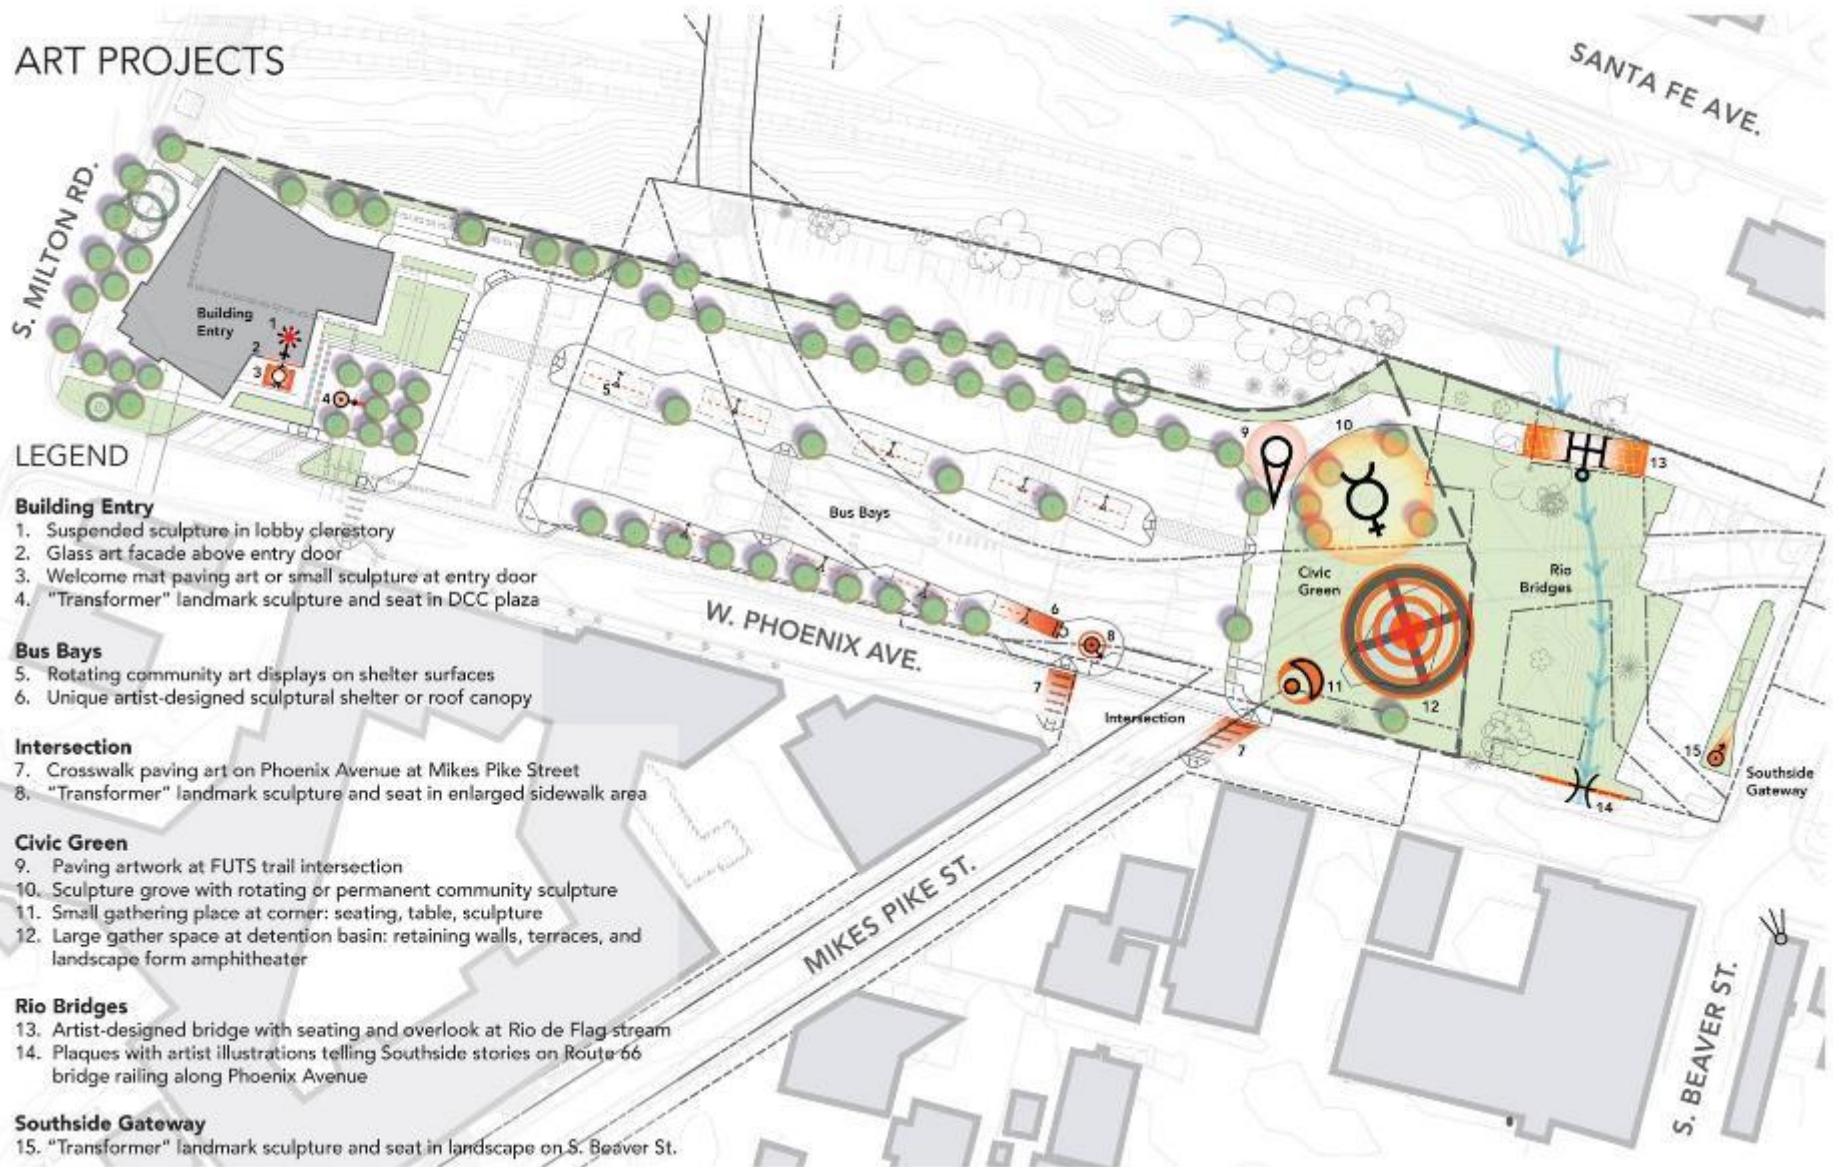 ART PROJECTS
SANTA FE AVE.
S. MILTON RD.
Building
Entry
1
2
3
4
5
Bus Bays
9
10
13
Civic
Green
Rio
Bridges
W. PHOENIX AVE.
6
8
7
Intersection
7
11
12
14
15
Southside
Gateway
MIKES PIKE ST.
S. BEAVER ST.
LEGEND
Building Entry
1. Suspended sculpture in lobby clerestory
2. Glass art facade above entry door
3. Welcome mat paving art or small sculpture at entry door
4. "Transformer" landmark sculpture and seat in DCC plaza
Bus Bays
5. Rotating community art displays on shelter surfaces
6. Unique artist-designed sculptural shelter or roof canopy
Intersection
7. Crosswalk paving art on Phoenix Avenue at Mikes Pike Street
8. "Transformer" landmark sculpture and seat in enlarged sidewalk area
Civic Green
9. Paving artwork at FUTS trail intersection
10. Sculpture grove with rotating or permanent community sculpture
11. Small gathering place at corner: seating, table, sculpture
12. Large gather space at detention basin: retaining walls, terraces, and
landscape form amphitheater
Rio Bridges
13. Artist-designed bridge with seating and overlook at Rio de Flag stream
14. Plaques with artist illustrations telling Southside stories on Route 66
bridge railing along Phoenix Avenue
Southside Gateway
15. "Transformer" landmark sculpture and seat in landscape on S. Beaver St.